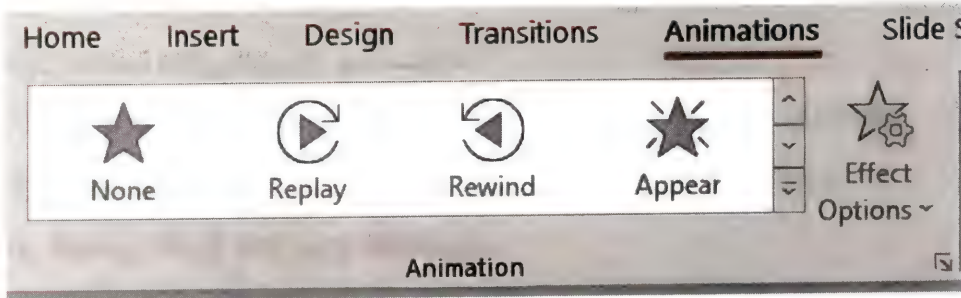 Home Insert Design Transitions Animations Slide
None Replay Rewind Appear Effect
Options
Animation